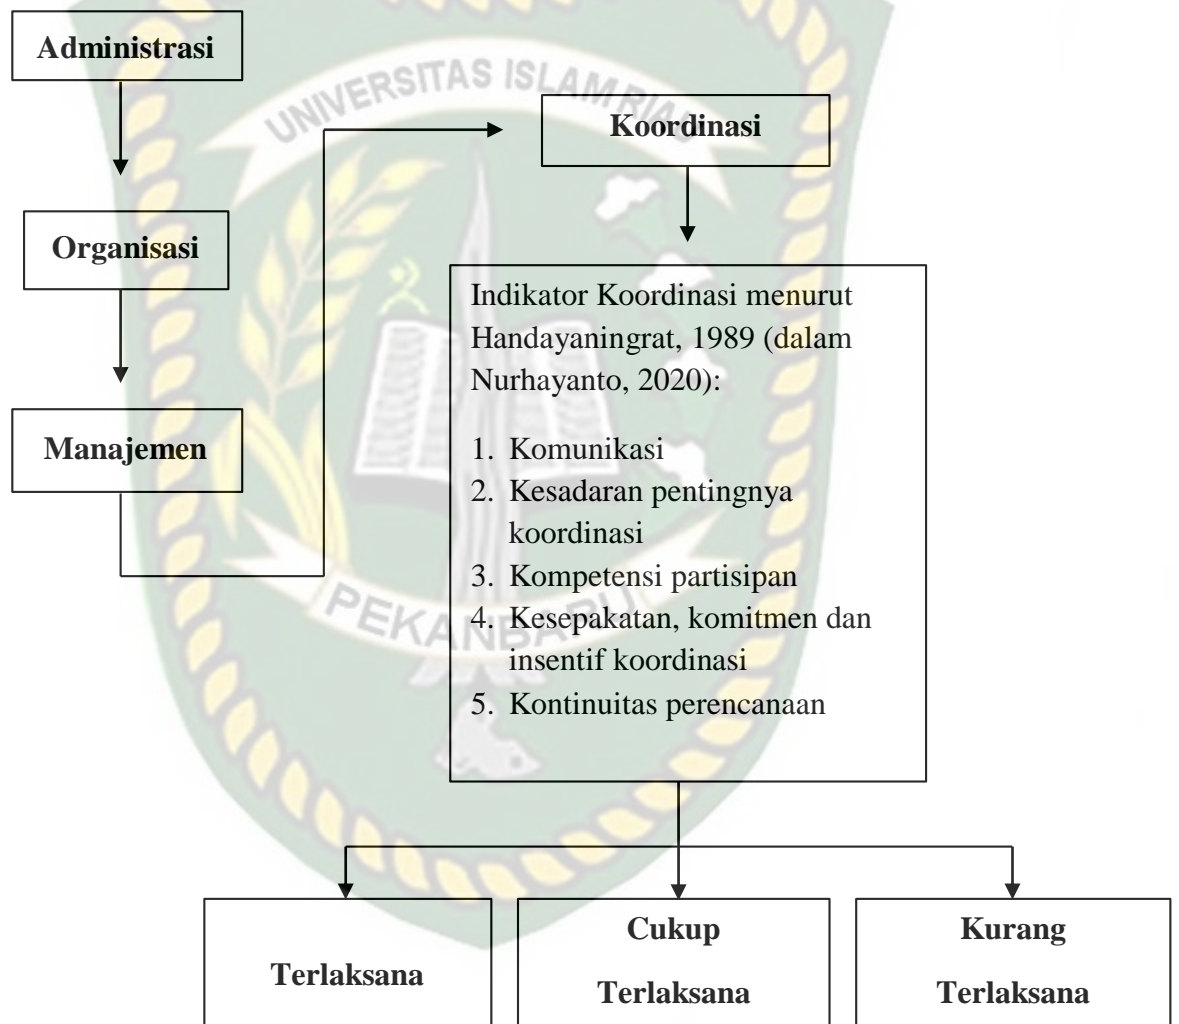 Administrasi
UNIVERSITAS ISLAM RIAU
Koordinasi
Organisasi
Indikator Koordinasi menurut
Handayaningrat, 1989 (dalam
Nurhayanto, 2020):
Manajemen
1. Komunikasi
2. Kesadaran pentingnya
koordinasi
3. Kompetensi partisipan
4. Kesepakatan, komitmen dan
insentif koordinasi
5. Kontinuitas perencanaan
PEKANBARU
Terlaksana
Cukup
Terlaksana
Kurang
Terlaksana